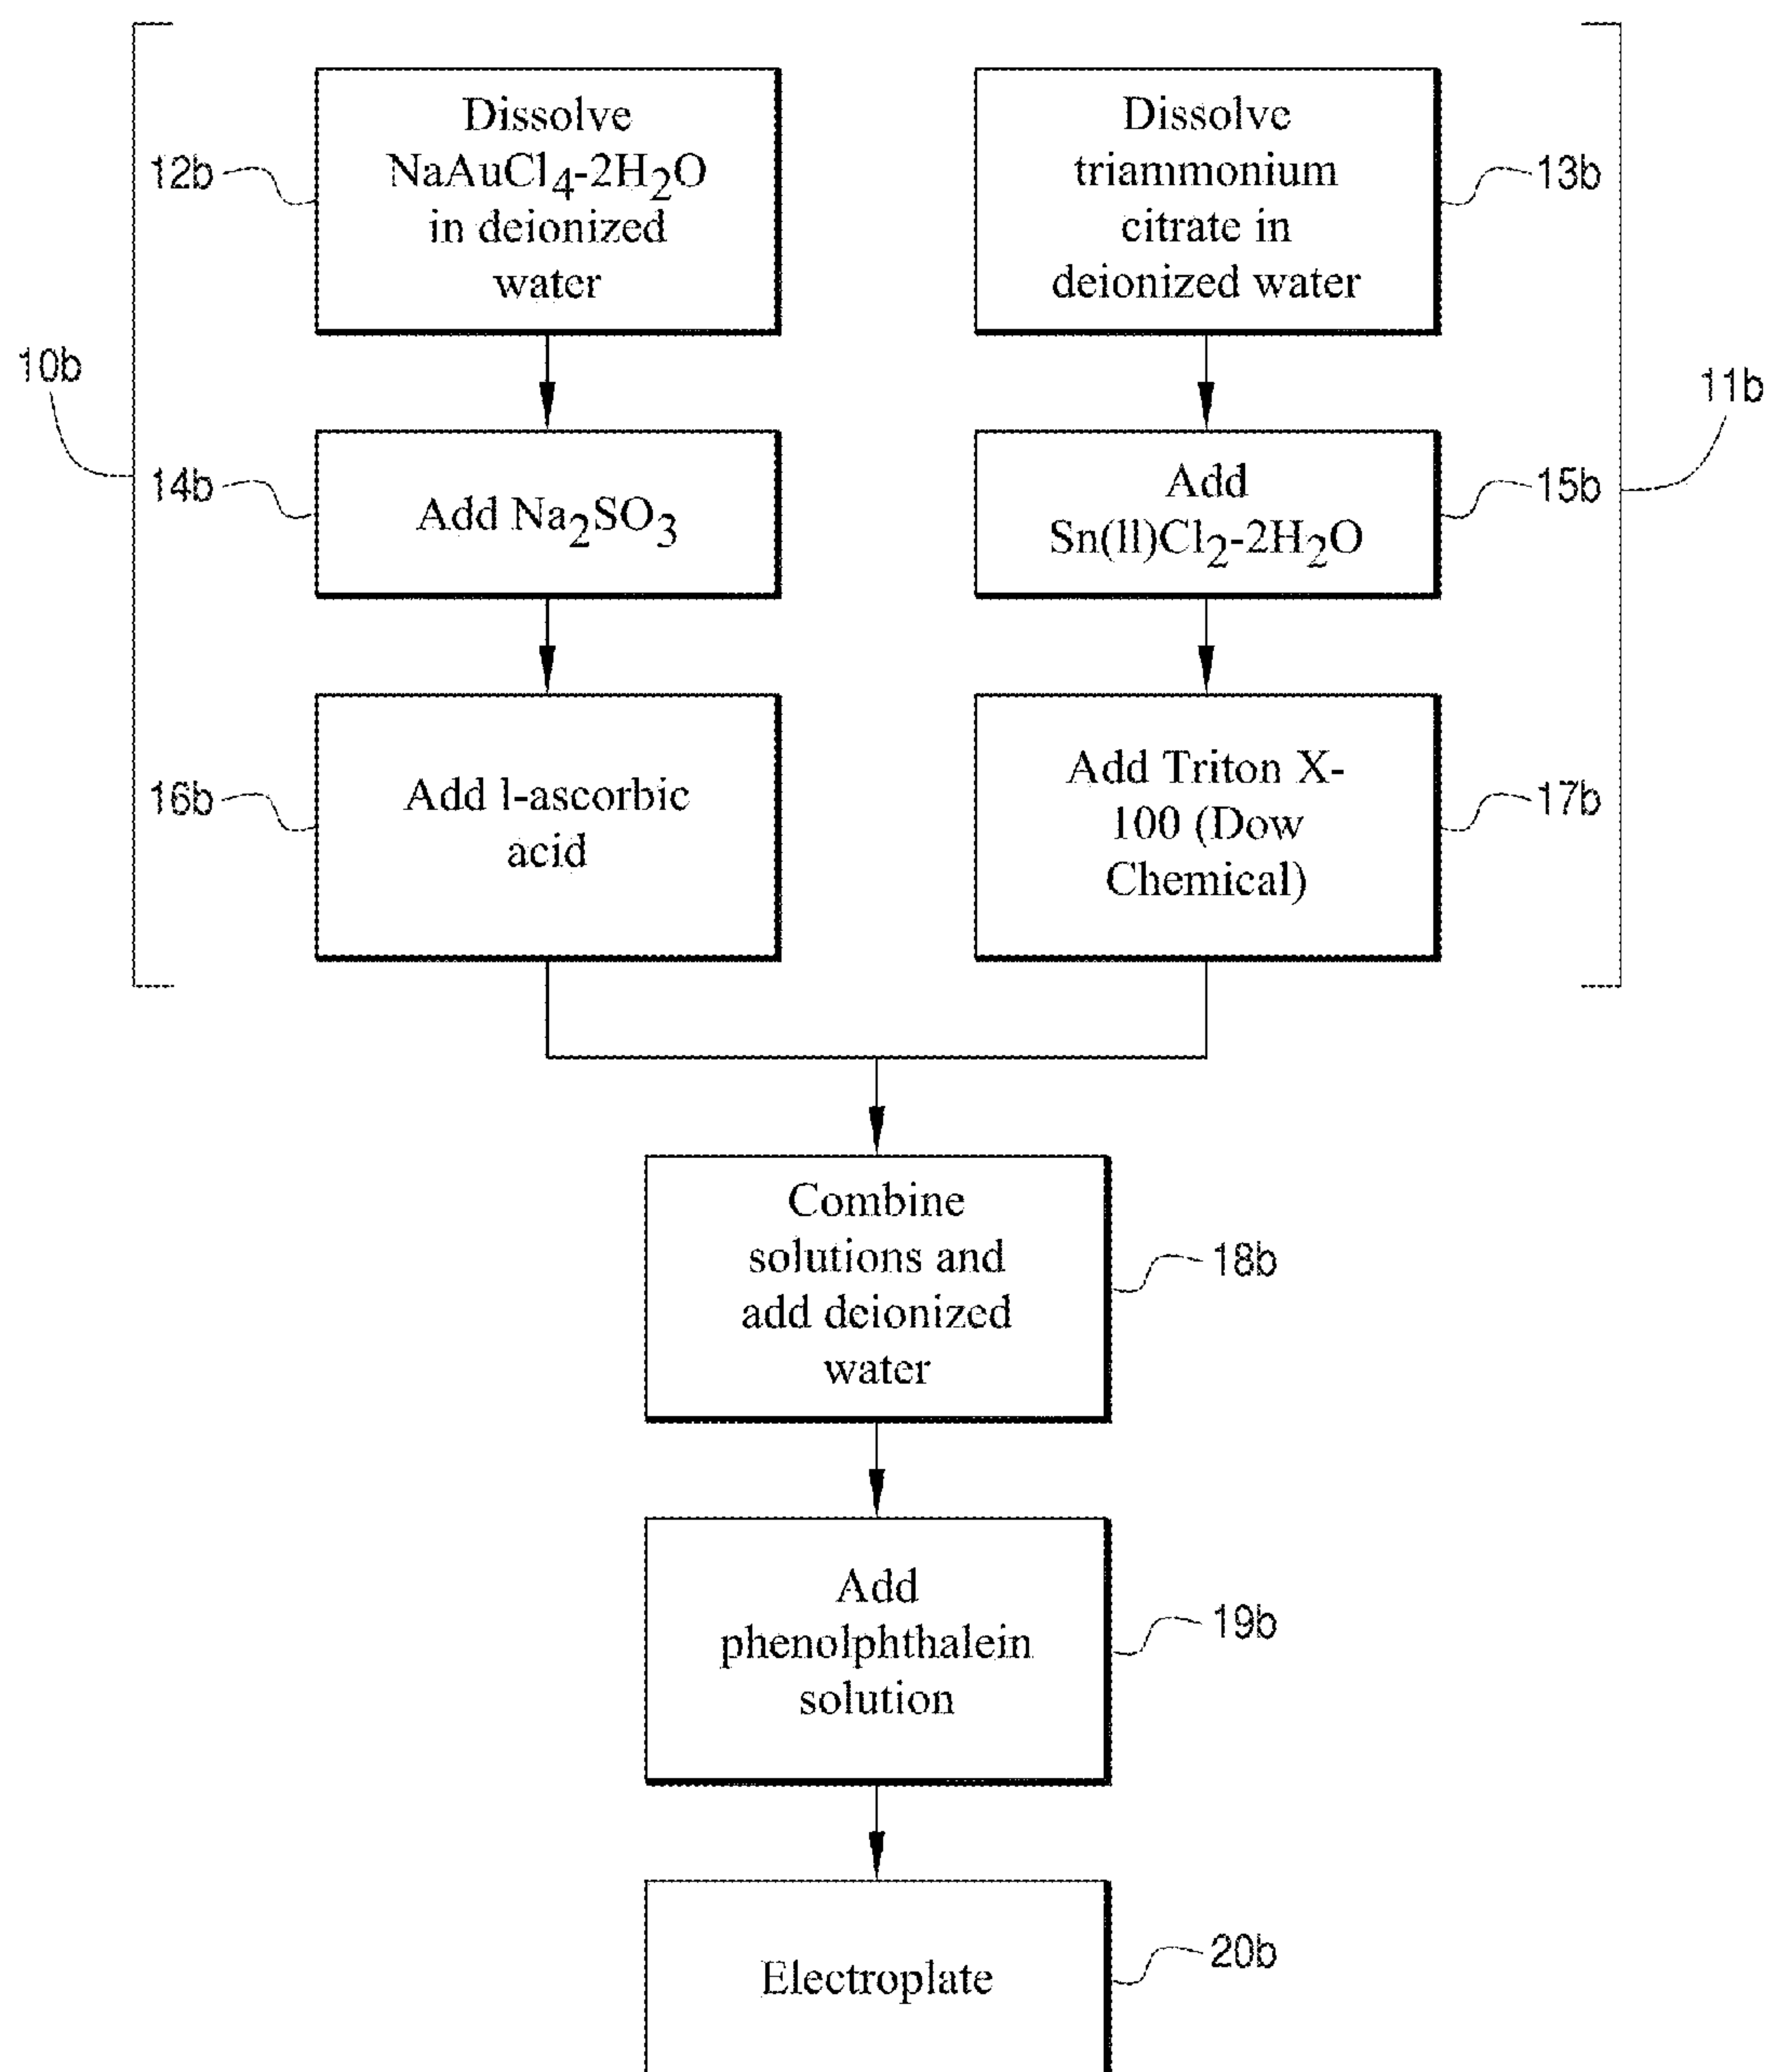 10b
12b
Dissolve
NaAuCl4-2H2O
in deionized
water
14b
Add Na2SO3
16b
Add l-ascorbic
acid
Dissolve
triammonium
citrate in
deionized water
13b
Add
Sn(ll)Cl2-2H2O
15b
Add Triton X-
100 (Dow
Chemical)
17b
11b
Combine
solutions and
add deionized
water
18b
Add
phenolphthalein
solution
19b
Electroplate
20b